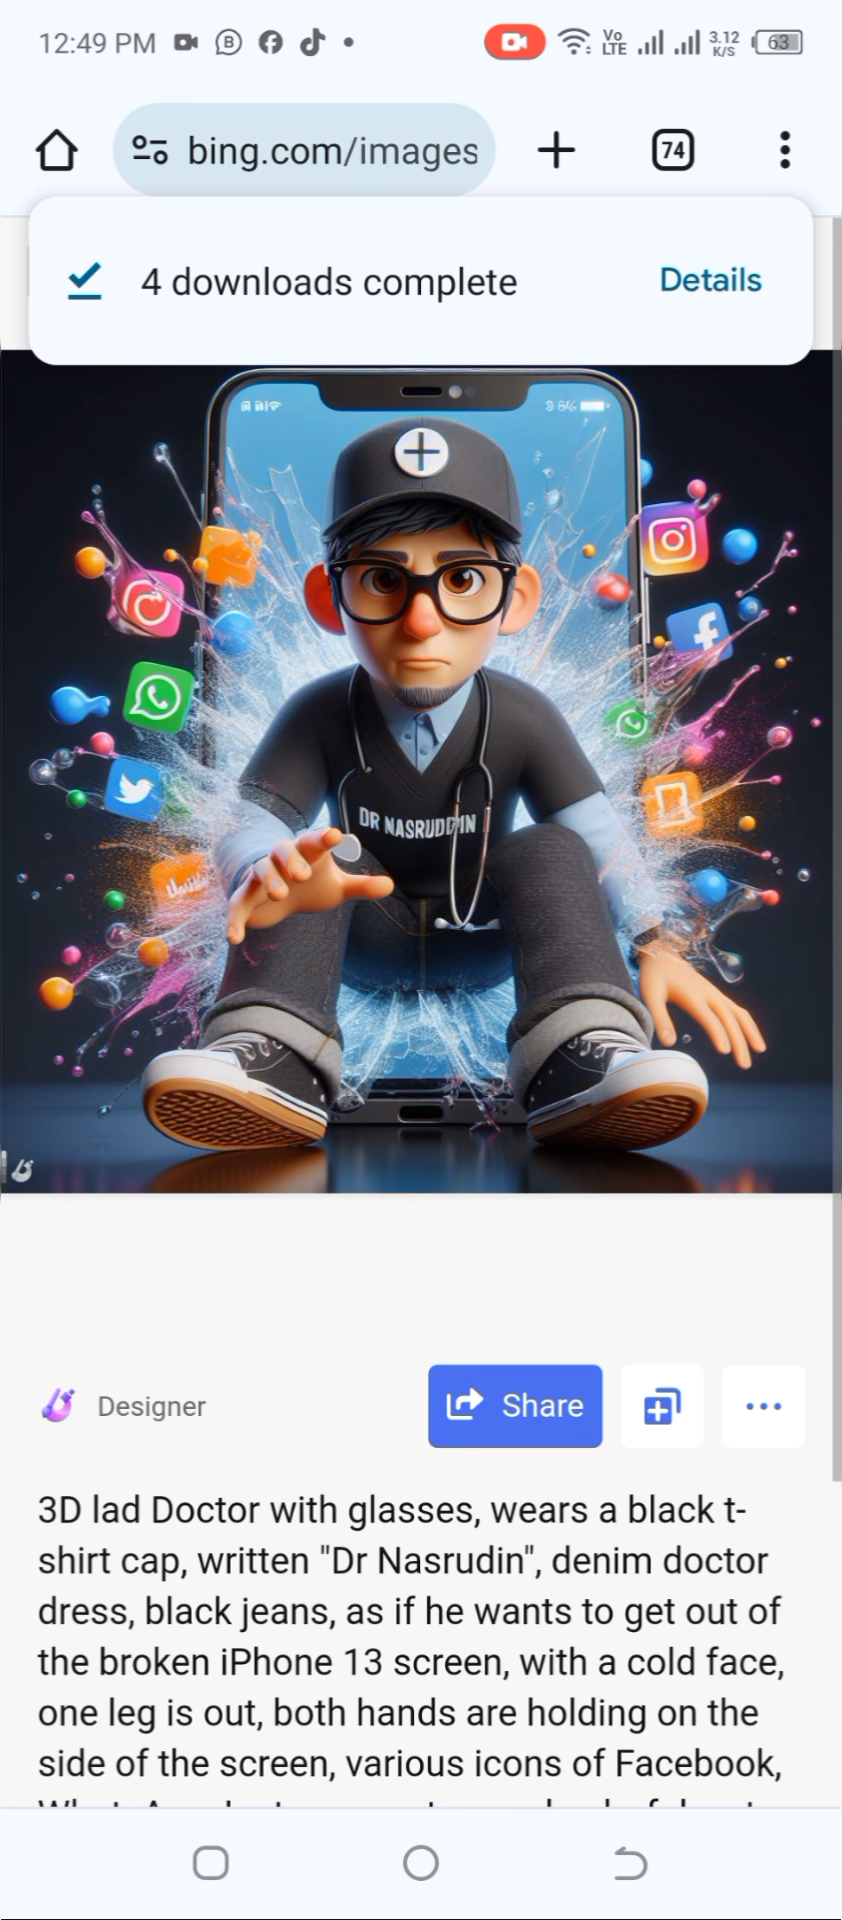 12:49 PM
Vo
LTE
3.12
K/S
63
bing.com/images
74
4 downloads complete
Details
DR NASRUDDIN
Designer
Share
3D lad Doctor with glasses, wears a black t-
shirt cap, written "Dr Nasrudin", denim doctor
dress, black jeans, as if he wants to get out of
the broken iPhone 13 screen, with a cold face,
one leg is out, both hands are holding on the
side of the screen, various icons of Facebook,